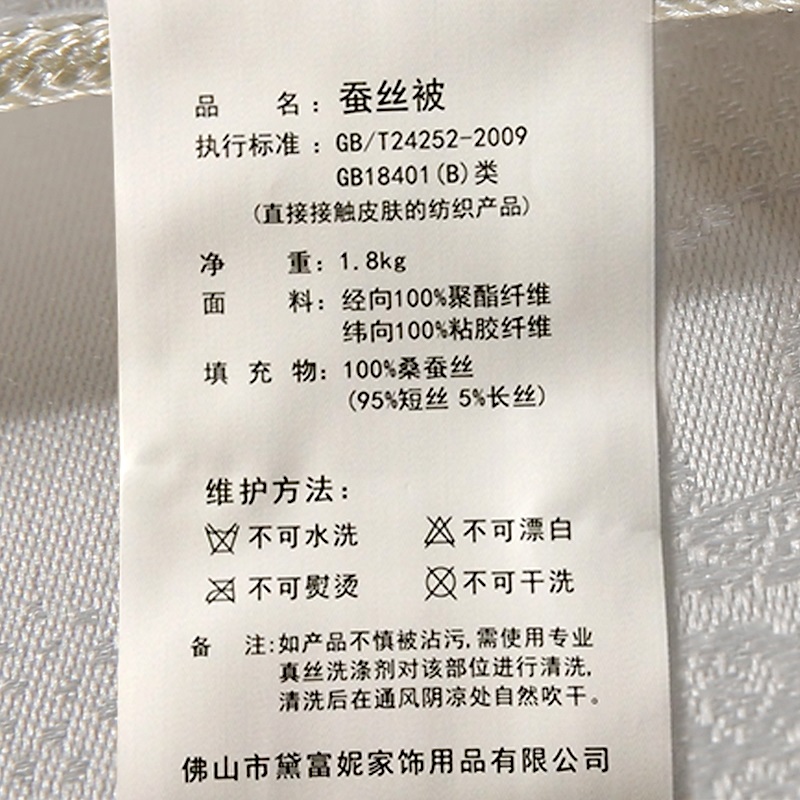 品 名：蚕丝被
执行标准：GB/T24252-2009
GB18401(B)类
(直接接触皮肤的纺织产品)
净 重：1.8kg
面 料：经向100%聚酯纤维
纬向100%粘胶纤维
填 充 物：100%桑蚕丝
(95%短丝 5%长丝)
维护方法：
不可水洗 不可漂白
不可熨烫 不可干洗
备 注:如产品不慎被沾污,需使用专业
真丝洗涤剂对该部位进行清洗,
清洗后在通风阴凉处自然吹干。
佛山市黛富妮家饰用品有限公司